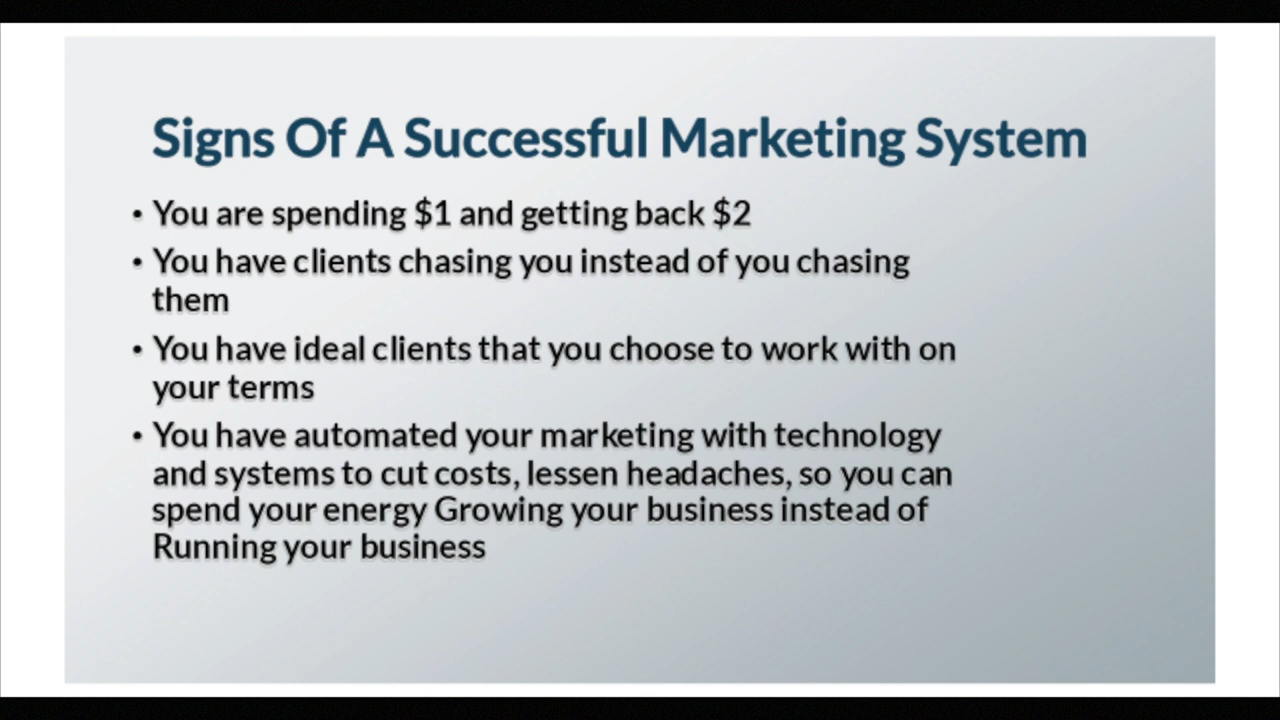 Signs Of A Successful Marketing System
• You are spending $1 and getting back $2
• You have clients chasing you instead of you chasing
them
• You have ideal clients that you choose to work with on
your terms
• You have automated your marketing with technology
and systems to cut costs, lessen headaches, so you can
spend your energy Growing your business instead of
Running your business